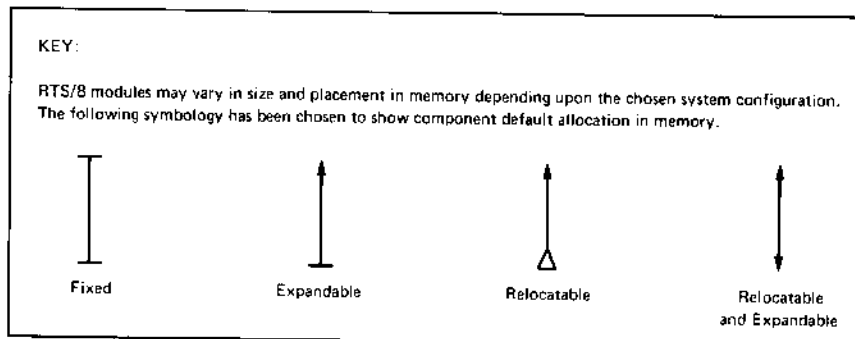 KEY:
RTS/8 modules may vary in size and placement in memory depending upon the chosen system configuration.
The following symbology has been chosen to show component default allocation in memory.
Fixed
Expandable
Relocatable
Relocatable
and Expandable